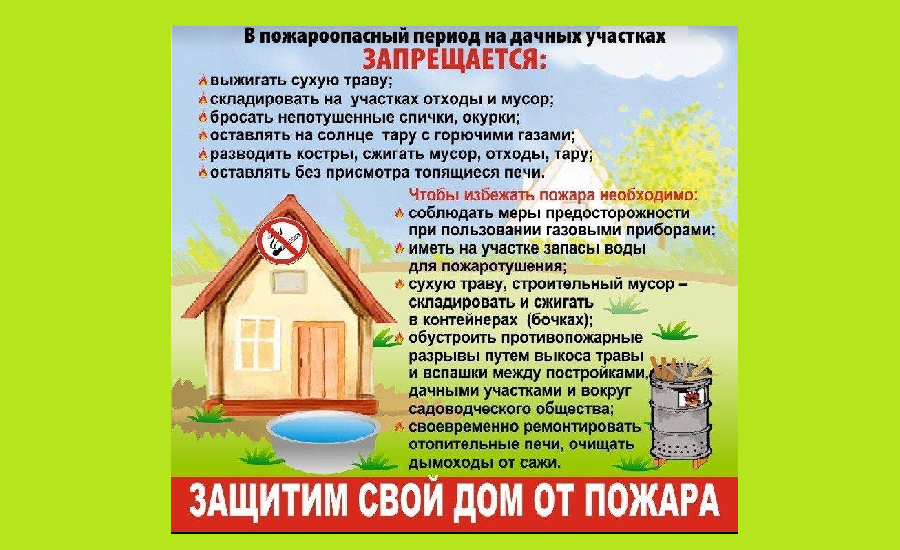 В пожароопасный период на дачных участках
ЗАПРЕЩАЕТСЯ:
выжигать сухую траву;
складировать на участках отходы и мусор;
бросать непотушенные спички, окурки;
оставлять на солнце тару с горючими газами;
разводить костры, сжигать мусор, отходы, тару;
оставлять без присмотра топящиеся печи.
Чтобы избежать пожара необходимо:
соблюдать меры предосторожности
при пользовании газовыми приборами;
иметь на участке запасы воды
для пожаротушения;
сухую траву, строительный мусор –
складировать и сжигать
в контейнерах (бочках);
обустроить противопожарные
разрывы путем выкоса травы
и вспашки между постройками,
дачными участками и вокруг
садоводческого общества;
своевременно ремонтировать
отопительные печи, очищать
дымоходы от сажи.
ЗАЩИТИМ СВОЙ ДОМ ОТ ПОЖАРА